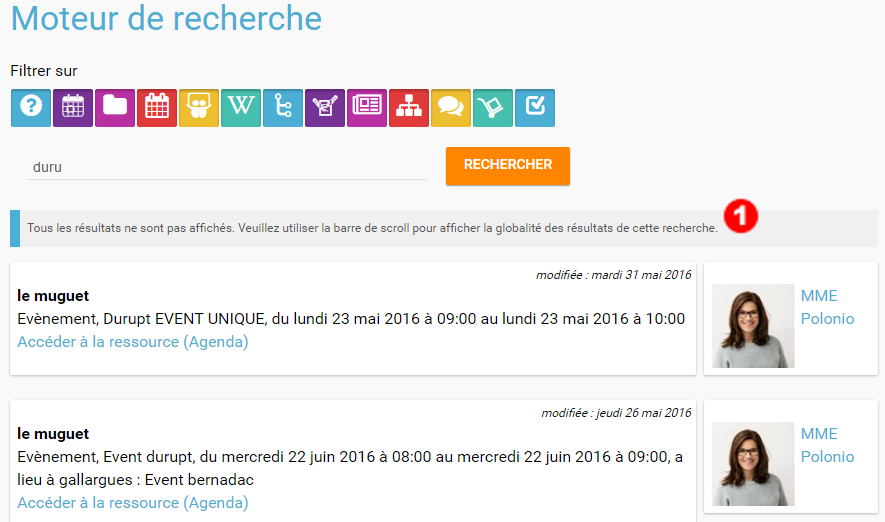 Moteur de recherche
Filtrer sur
W
duru
RECHERCHER
Tous les résultats ne sont pas affichés. Veuillez utiliser la barre de scroll pour afficher la globalité des résultats de cette recherche.
1
modifiée : mardi 31 mai 2016
le muguet
Evènement, Durupt EVENT UNIQUE, du lundi 23 mai 2016 à 09:00 au lundi 23 mai 2016 à 10:00
Accéder à la ressource (Agenda)
MME
Polonio
modifiée : jeudi 26 mai 2016
le muguet
Evènement, Event durupt, du mercredi 22 juin 2016 à 08:00 au mercredi 22 juin 2016 à 09:00, a
lieu à gallargues : Event bernadac
Accéder à la ressource (Agenda)
MME
Polonio